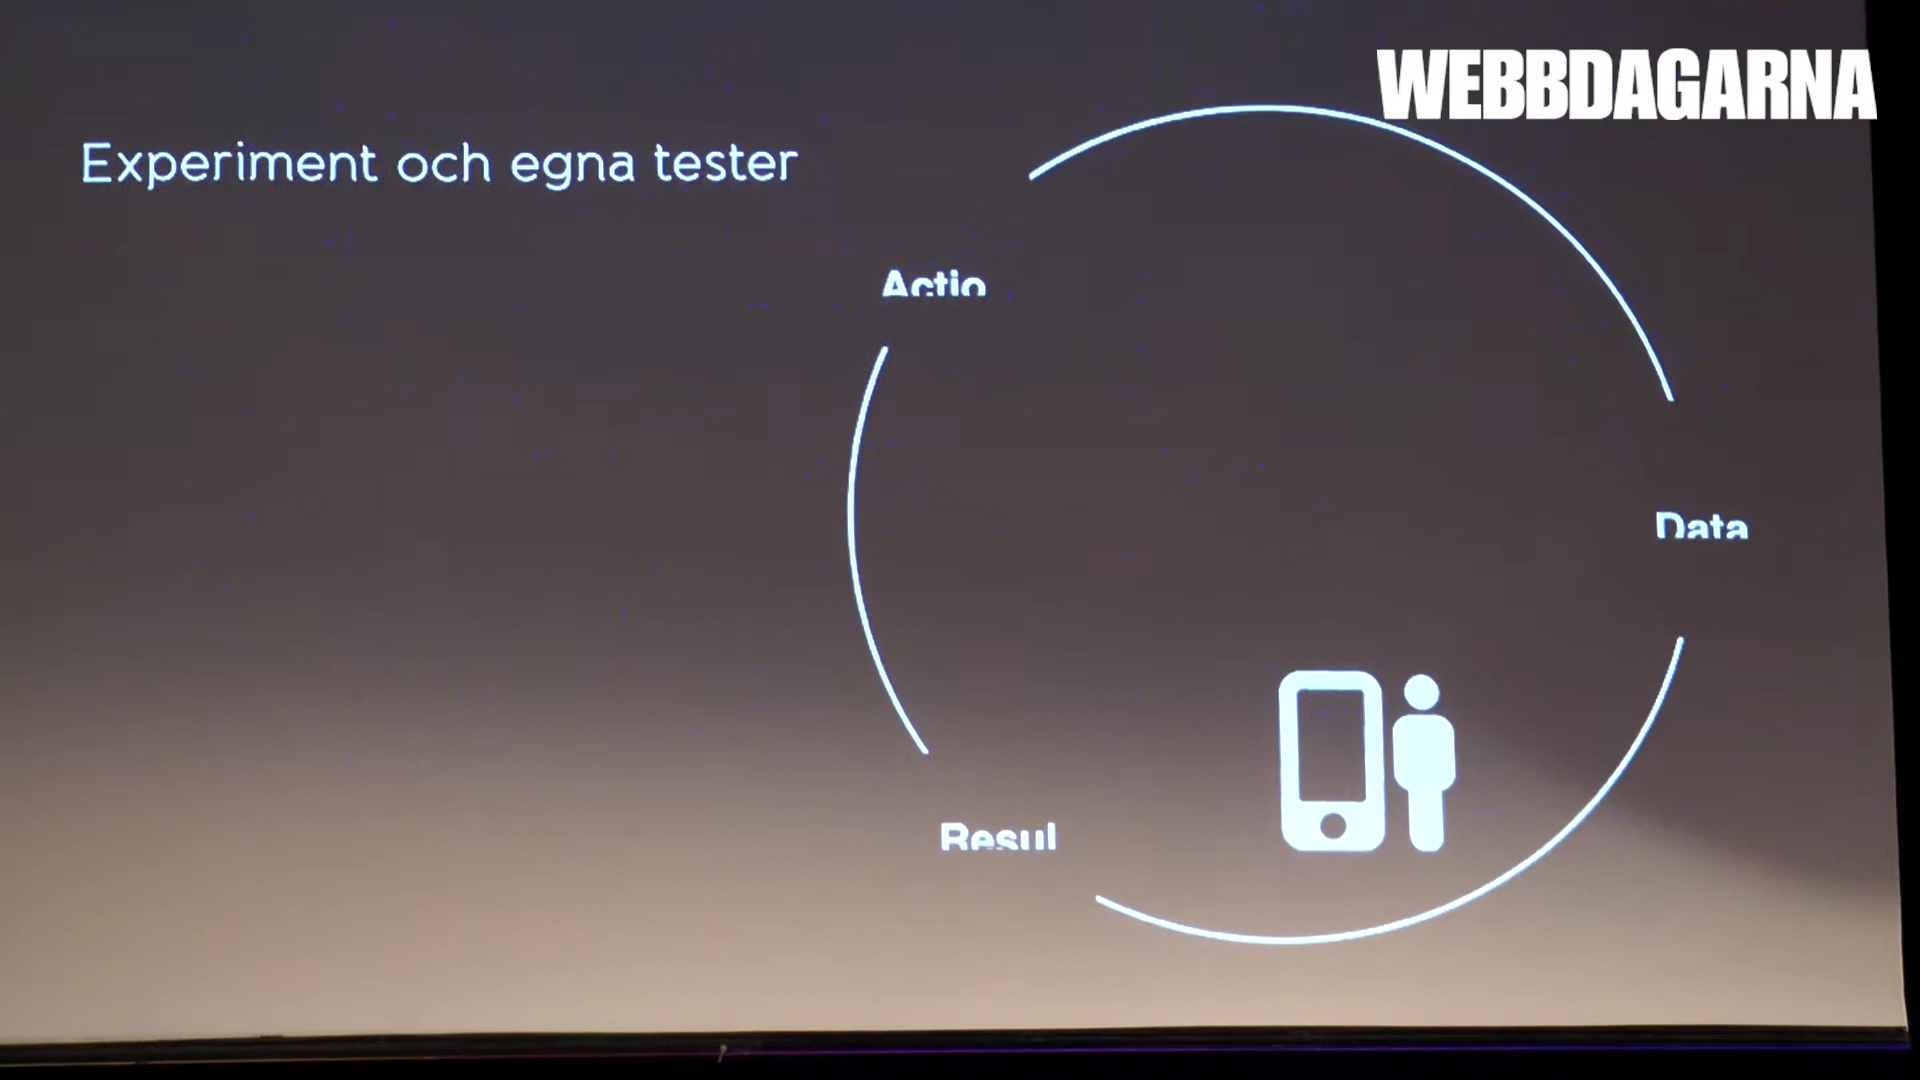 WEBBDAGARNA
Experiment och egna tester
Actio
Data
Resul